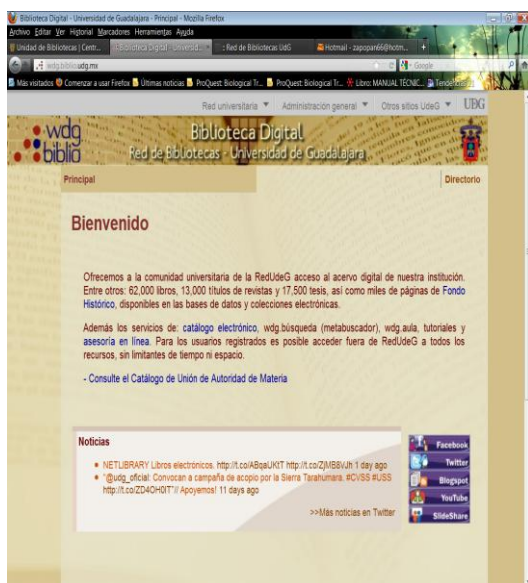 Biblioteca Digital - Universidad de Guadalajara - Principal - Mozilla Firefox
Archivo Editar Ver Historial Marcadores Herramientas Ayuda
Unidad de Bibliotecas | Centr... Biblioteca Digital - Universid... :: Red de Bibliotecas UdG Hotmail - zapopan66@hotm... +
wdg.biblio.udg.mx Google
Más visitados Comenzar a usar Firefox Últimas noticias ProQuest Biological Tr... ProQuest Biological Tr... Libro: MANUAL TÉCNIC...
Red universitaria Administración general Otros sitios UdeG UDG
wdg biblio
Biblioteca Digital
Red de Bibliotecas - Universidad de Guadalajara
Principal Directorio
Bienvenido
Ofrecemos a la comunidad universitaria de la RedUdeG acceso al acervo digital de nuestra institución.
Entre otros: 62,000 libros, 13,000 títulos de revistas y 17,500 tesis, así como miles de páginas de Fondo
Histórico, disponibles en las bases de datos y colecciones electrónicas.
Además los servicios de: catálogo electrónico, wdg.búsqueda (metabuscador), wdg.aula, tutoriales y
asesoría en línea. Para los usuarios registrados es posible acceder fuera de RedUdeG a todos los
recursos, sin limitantes de tiempo ni espacio.
- Consulte el Catálogo de Unión de Autoridad de Materia
Noticias
NETLIBRARY Libros electrónicos. http://t.co/ABqaUKtT http://t.co/ZjMB8VJh 1 day ago
"@udg_oficial: Convocan a campaña de acopio por la Sierra Tarahumara. #CVSS #USS
http://t.co/ZD4OH0IT"// Apoyemos! 11 days ago
>>Más noticias en Twitter
Facebook
Twitter
Blogspot
YouTube
SlideShare